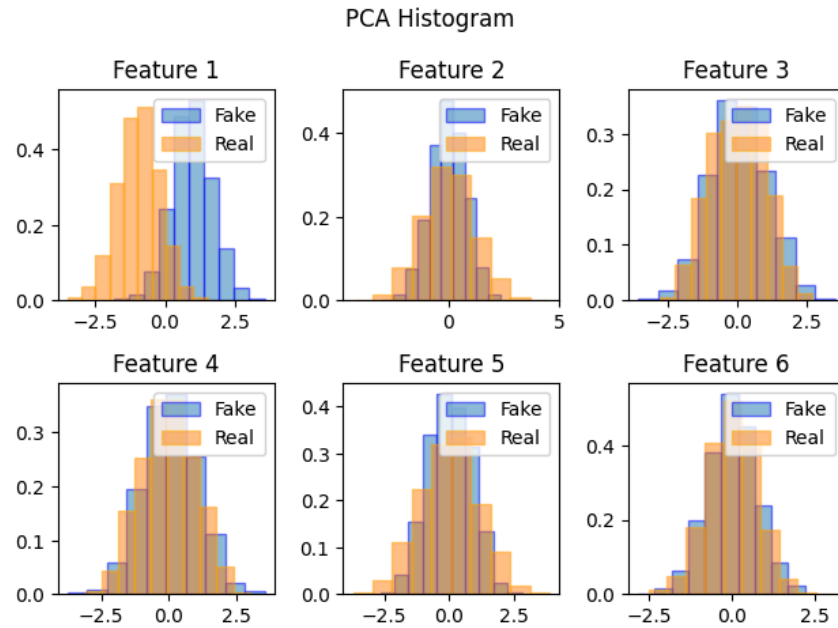 PCA Histogram
Feature 1
Feature 2
Feature 3
Fake
Real
Fake
Real
Fake
Real
0.4
0.2
0.0
0.4
0.2
0.0
0.3
0.2
0.1
0.0
−2.5 0.0 2.5
0 5
−2.5 0.0 2.5
Feature 4
Feature 5
Feature 6
Fake
Real
Fake
Real
Fake
Real
0.3
0.2
0.1
0.0
0.4
0.3
0.2
0.1
0.0
0.4
0.2
0.0
−2.5 0.0 2.5
−2.5 0.0 2.5
−2.5 0.0 2.5